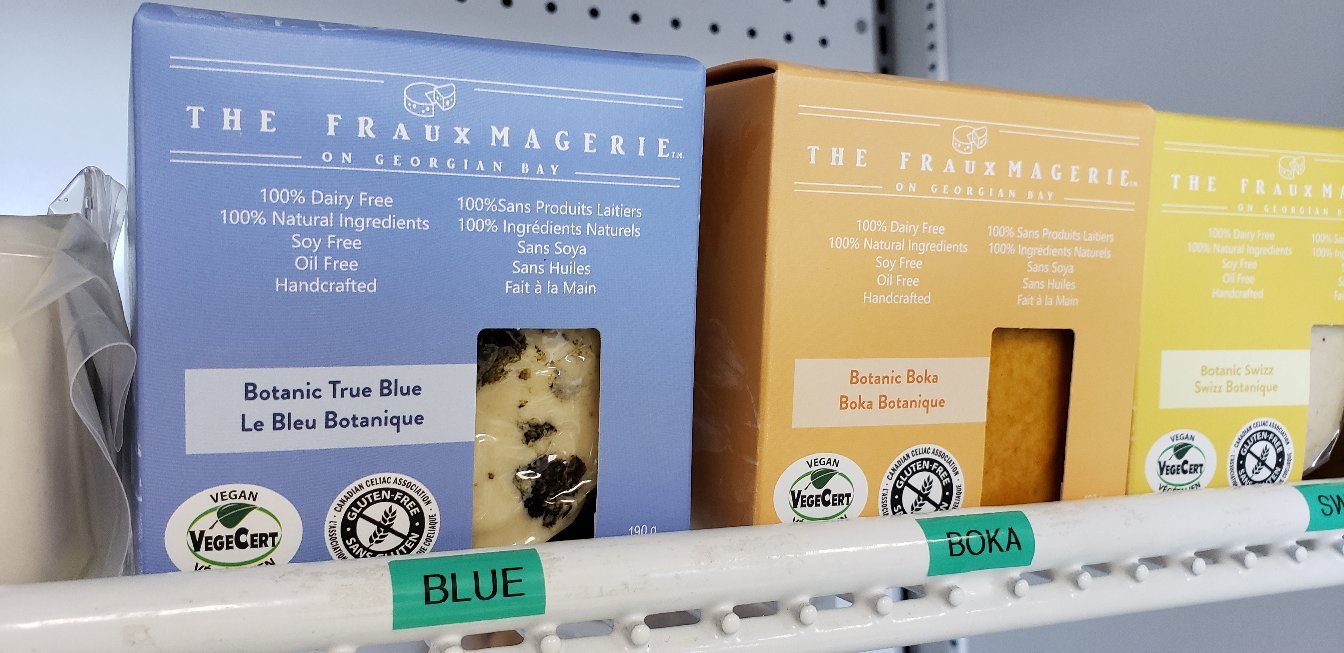 THE FRAUXMAGERIE TM
ON GEORGIAN BAY
100% Dairy Free
100% Natural Ingredients
Soy Free
Oil Free
Handcrafted
100%Sans Produits Laitiers
100% Ingrédients Naturels
Sans Soya
Sans Huiles
Fait à la Main
Botanic True Blue
Le Bleu Botanique
VEGAN
VEGECERT
CANADIAN CELIAC ASSOCIATION
GLUTEN-FREE
SANS GLUTEN
190 g
BLUE
THE FRAUXMAGERIE
ON GEORGIAN BAY
100% Dairy Free
100% Natural Ingredients
Soy Free
Oil Free
Handcrafted
100% Sans Produits Laitiers
100% Ingrédients Naturels
Sans Soya
Sans Huiles
Fait à la Main
Botanic Boka
Boka Botanique
VEGAN
VEGECERT
CANADIAN CELIAC ASSOCIATION
GLUTEN-FREE
BOKA
THE FRAUXM
ON GEORGIAN
100% Dairy Free
100% Natural Ingredients
Soy Free
Oil Free
Handcrafted
Botanic Swizz
Swizz Botanique
VEGAN
VEGECERT
GLUTEN-FREE
SW